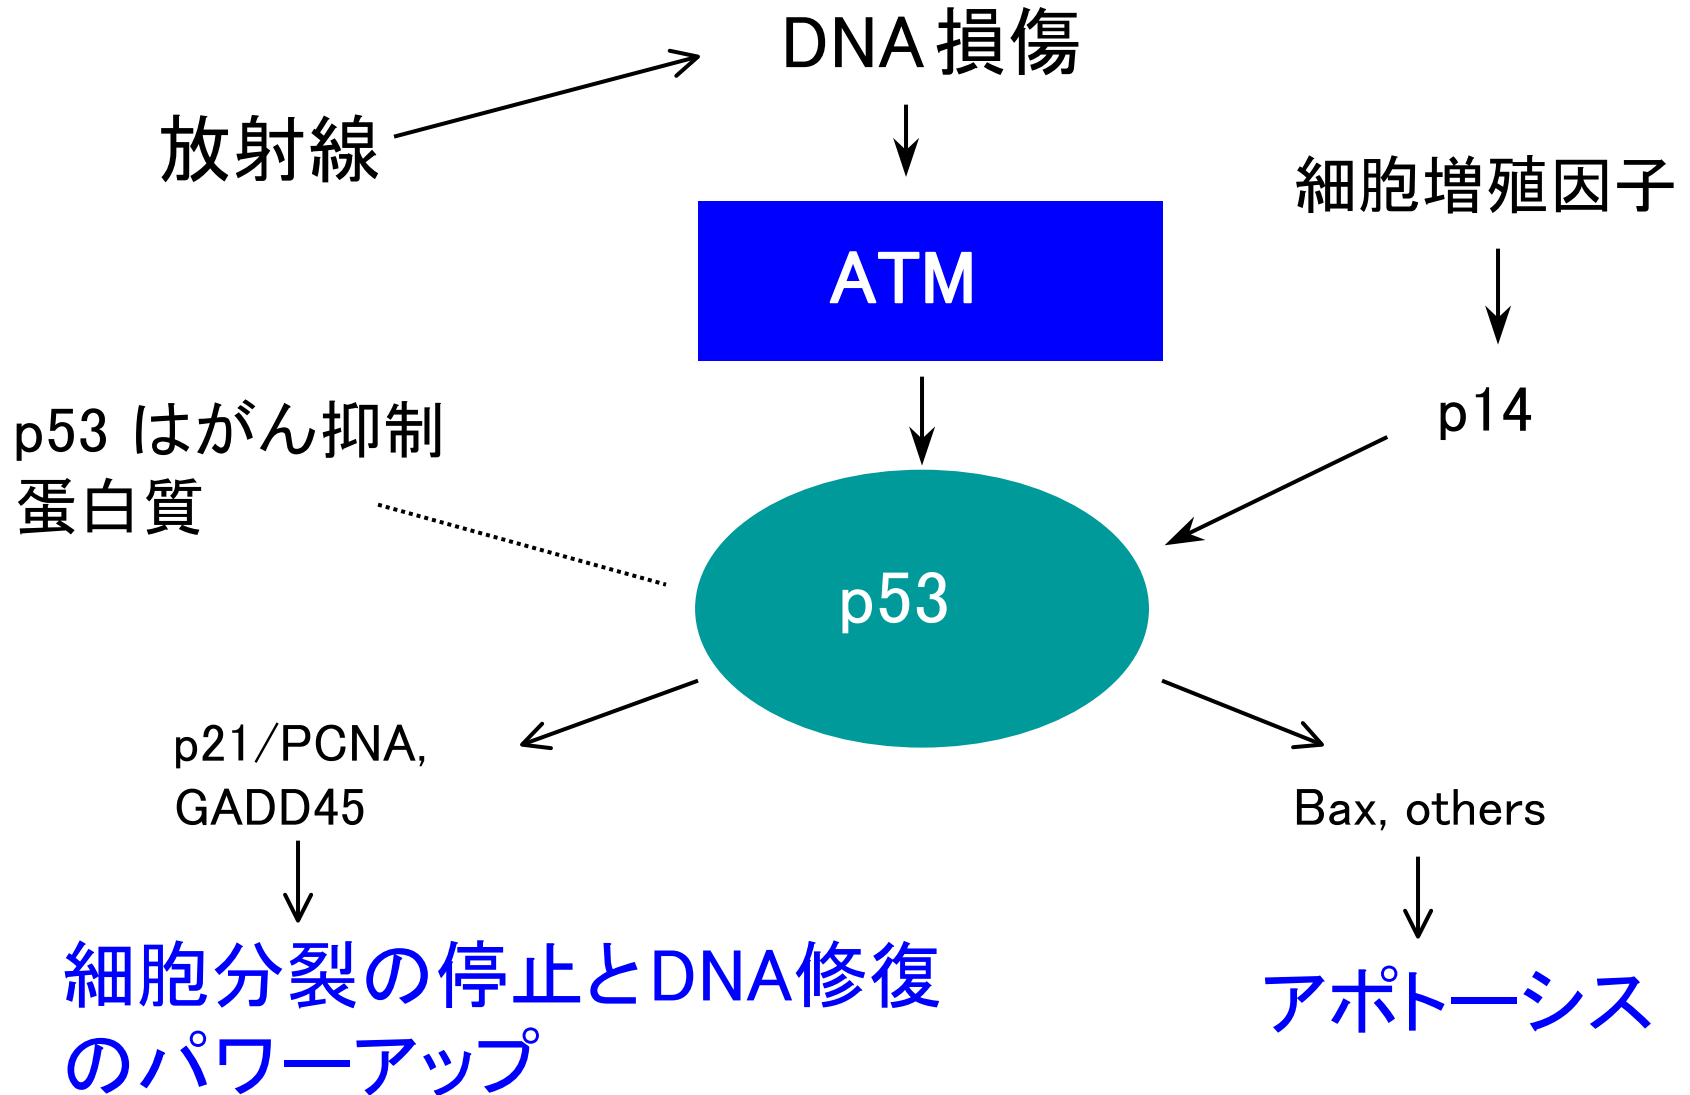 DNA 損傷
放射線
細胞増殖因子
ATM
p14
p53 はがん抑制
蛋白質
p53
p21/PCNA,
GADD45
Bax, others
細胞分裂の停止とDNA修復
のパワーアップ
アポトーシス